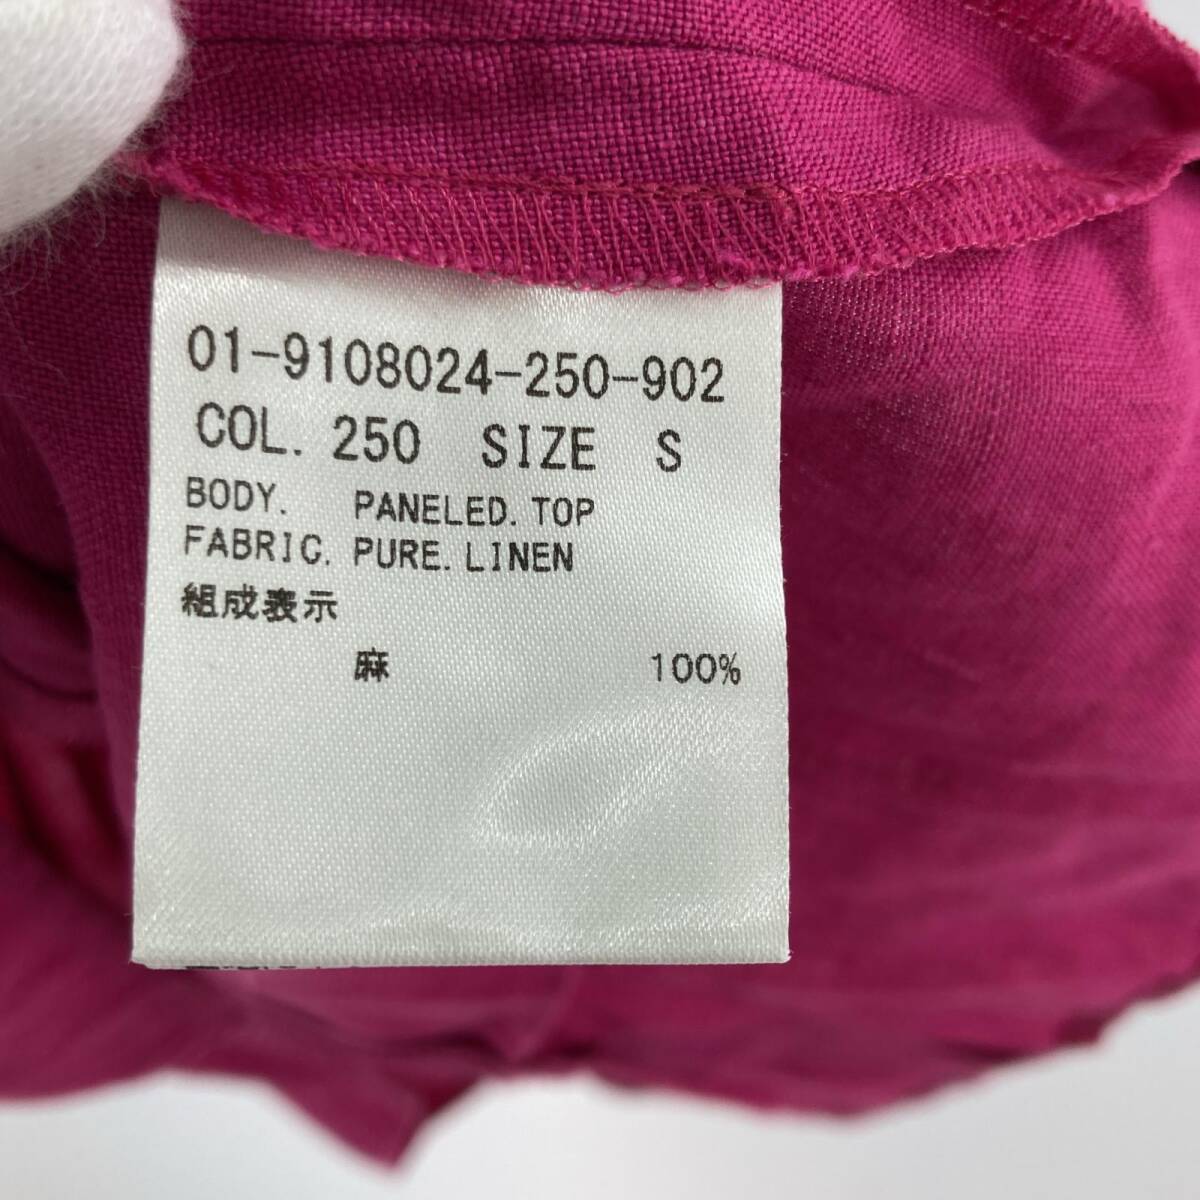 01-9108024-250-902
COL. 250 SIZE S
BODY. PANELED. TOP
FABRIC. PURE. LINEN
組成表示
麻 100%